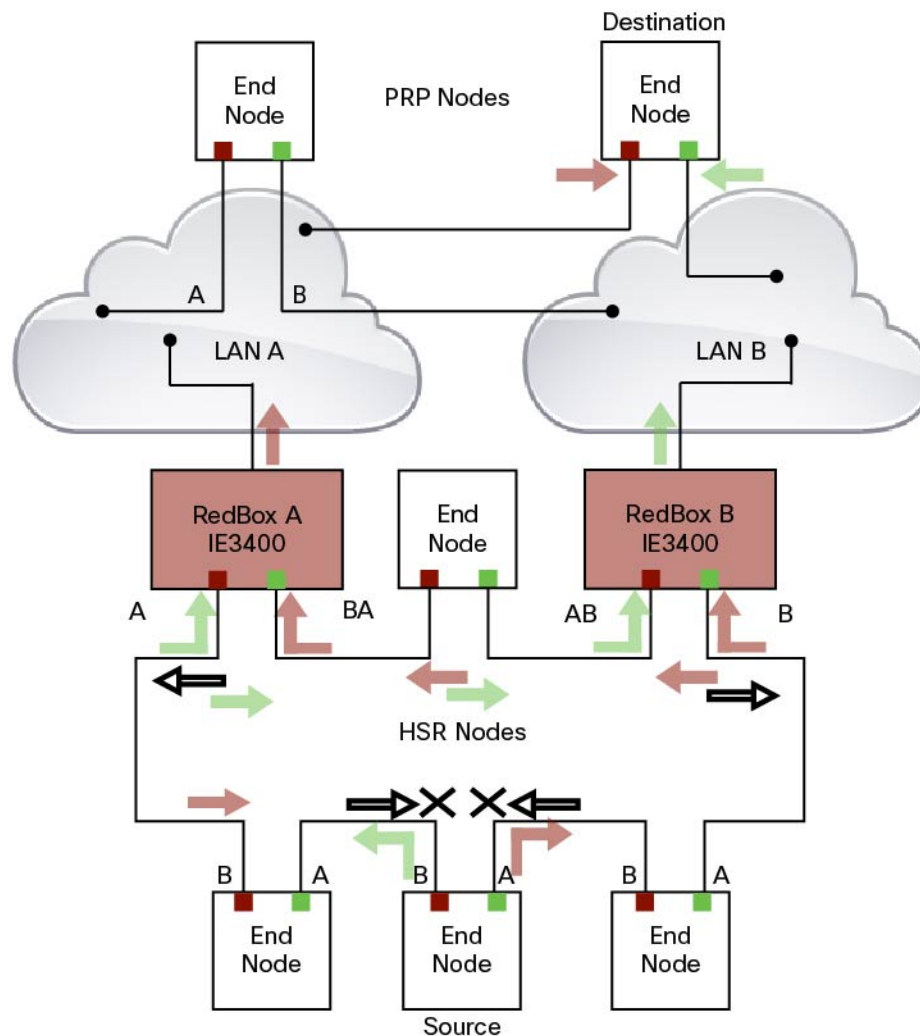 Destination
End
Node
PRP Nodes
End
Node
A
B
LAN A
LAN B
RedBox A
IE3400
End
Node
RedBox B
IE3400
A
BA
AB
B
HSR Nodes
B
A
B
A
B
A
End
Node
End
Node
End
Node
Source